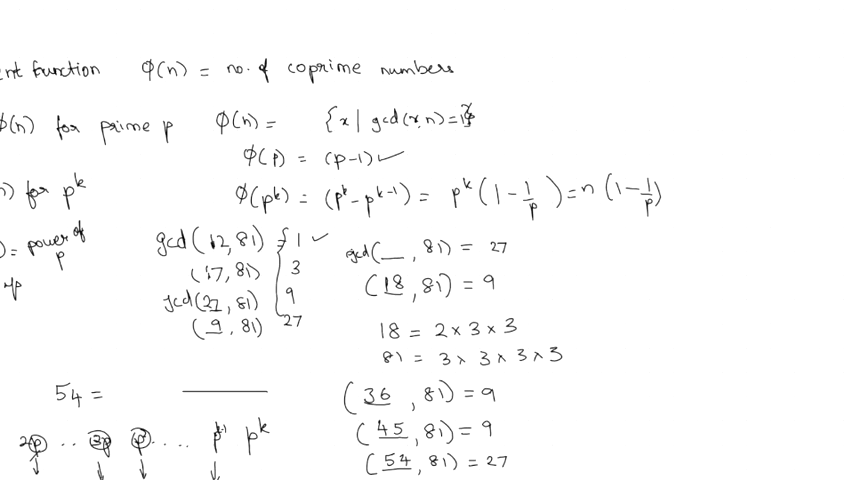 ent function φ(n) = no. of coprime numbers
φ(n) for prime p φ(n) = {x | gcd(x, n) = 1}
φ(p) = (p-1) ✓
n) for p^k φ(p^k) = (p^k - p^k-1) = p^k (1 - 1/p) = n (1 - 1/p)
) = power of p
gcd(12, 81) = { 1 ✓
(17, 81) 3
gcd(27, 81) 9
(9, 81) 27
gcd(__, 81) = 27
(18, 81) = 9
18 = 2 × 3 × 3
81 = 3 × 3 × 3 × 3
54 =
(36, 81) = 9
(45, 81) = 9
(54, 81) = 27
2p .. 3p p² .... p^k-1 p^k